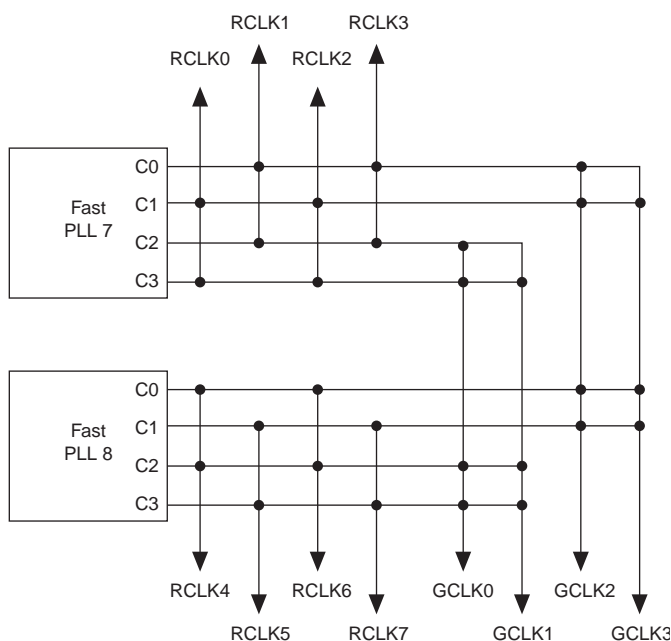 RCLK1 RCLK3
RCLK0 RCLK2
C0
C1
Fast
PLL 7
C2
C3
C0
C1
Fast
PLL 8
C2
C3
RCLK4 RCLK6 GCLK0 GCLK2
RCLK5 RCLK7 GCLK1 GCLK3